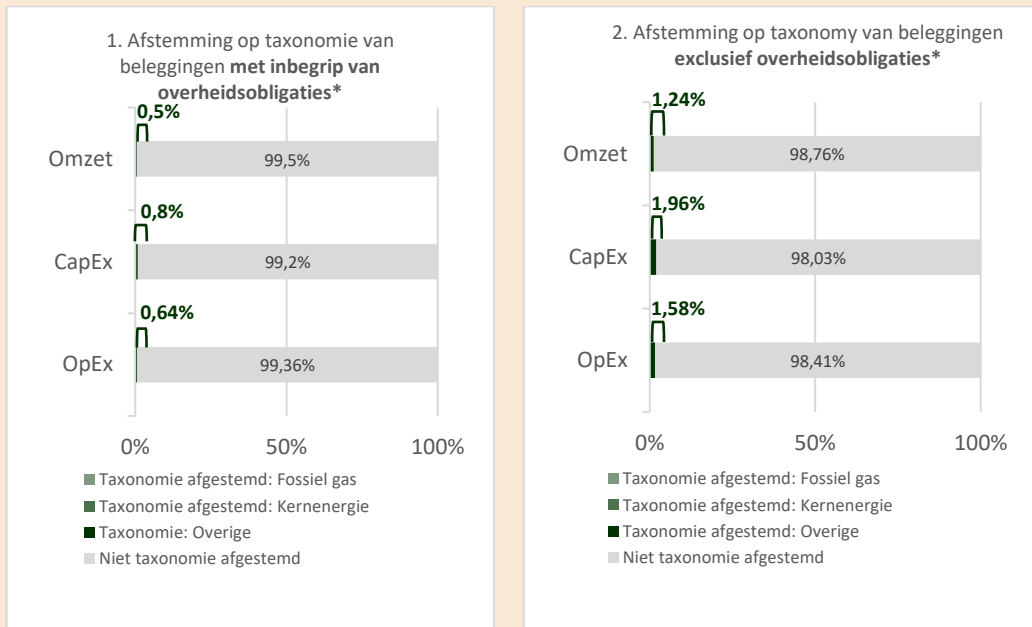 1. Afstemming op taxonomie van
beleggingen met inbegrip van
overheidsobligaties*
0,5%
Omzet
99,5%
0,8%
CapEx
99,2%
0,64%
OpEx
99,36%
0%
50%
100%
Taxonomie afgestemd: Fossiel gas
Taxonomie afgestemd: Kernenergie
Taxonomie: Overige
Niet taxonomie afgestemd
2. Afstemming op taxonomy van beleggingen
exclusief overheidsobligaties*
1,24%
Omzet
98,76%
1,96%
CapEx
98,03%
1,58%
OpEx
98,41%
0%
50%
100%
Taxonomie afgestemd: Fossiel gas
Taxonomie afgestemd: Kernenergie
Taxonomie afgestemd: Overige
Niet taxonomie afgestemd